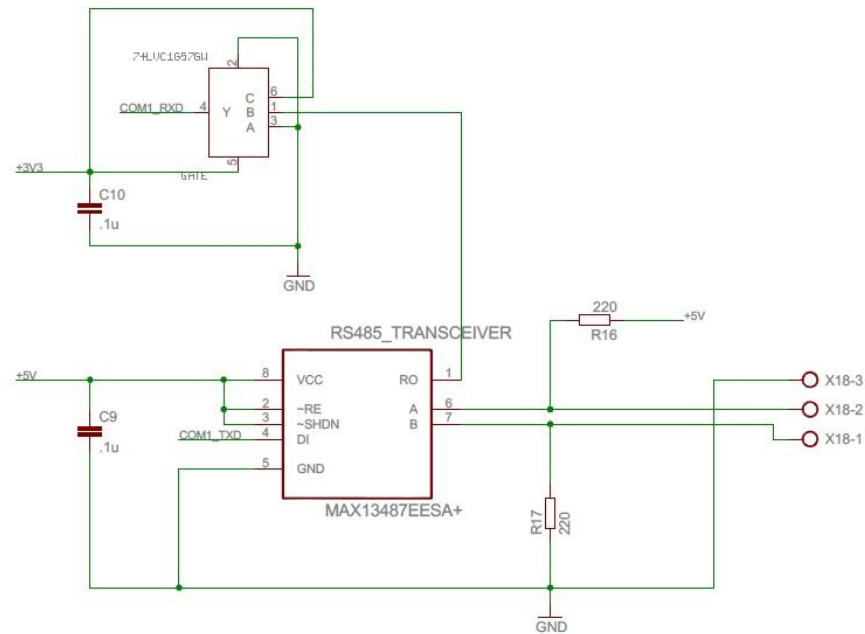 74LVC1G57GW
2
C 6
COM1_RXD 4 Y B 1
A 3
5
+3V3
GATE
C10
.1u
GND
220
+5V
R16
RS485_TRANSCEIVER
+5V 8 VCC RO 1 X18-3
2 ~RE A 6 X18-2
3 ~SHDN B 7
C9
COM1_TXD 4 DI X18-1
.1u
5 GND
MAX13487EESA+
R17
220
GND